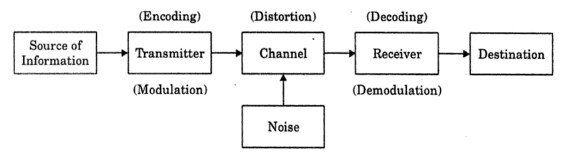 (Encoding)
(Distortion)
(Decoding)
Source of
Information
Transmitter
Channel
Receiver
Destination
(Modulation)
(Demodulation)
Noise